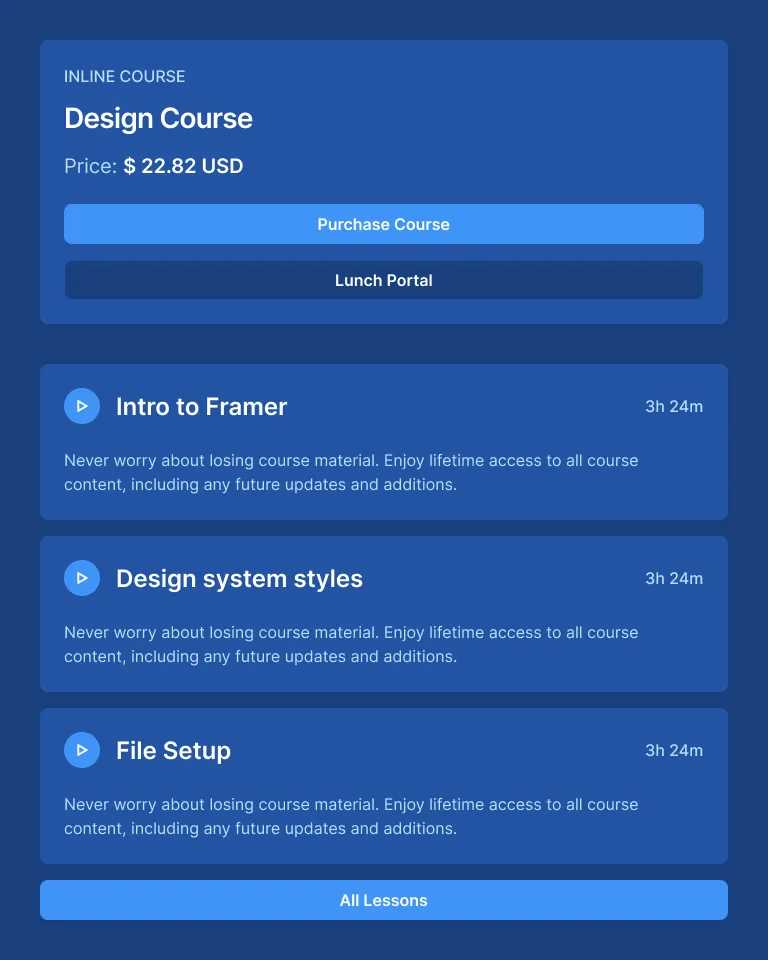 INLINE COURSE
Design Course
Price: $ 22.82 USD
Purchase Course
Lunch Portal
Intro to Framer
3h 24m
Never worry about losing course material. Enjoy lifetime access to all course
content, including any future updates and additions.
Design system styles
3h 24m
Never worry about losing course material. Enjoy lifetime access to all course
content, including any future updates and additions.
File Setup
3h 24m
Never worry about losing course material. Enjoy lifetime access to all course
content, including any future updates and additions.
All Lessons